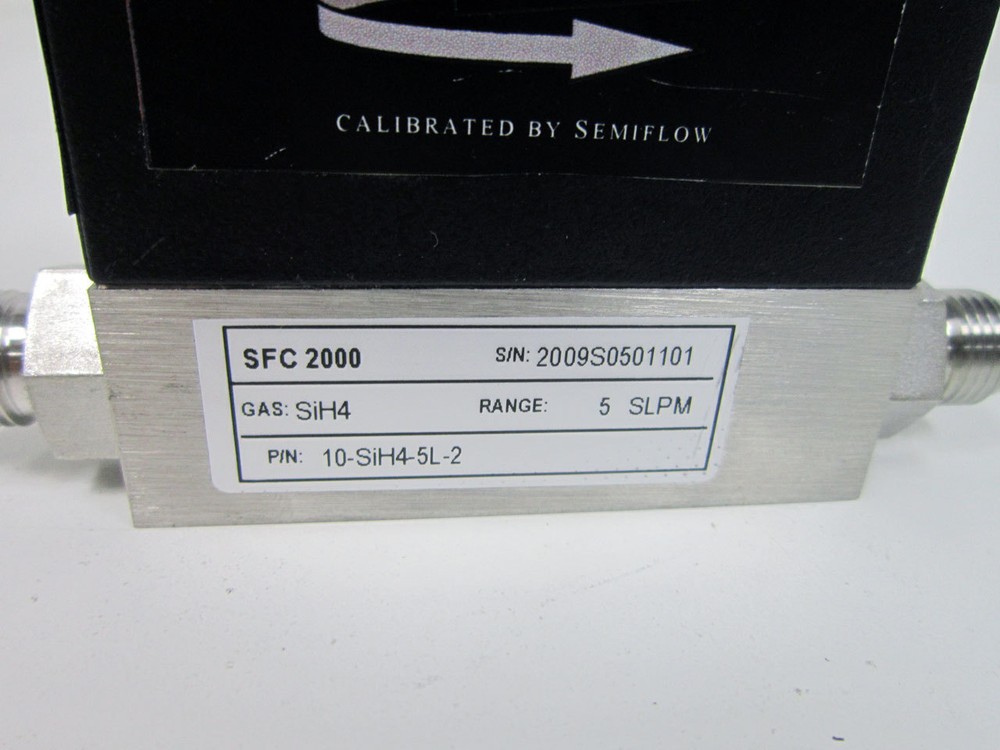 CALIBRATED BY SEMIFLOW
SFC 2000 S/N: 2009S0501101
GAS: SiH4 RANGE: 5 SLPM
P/N: 10-SiH4-5L-2